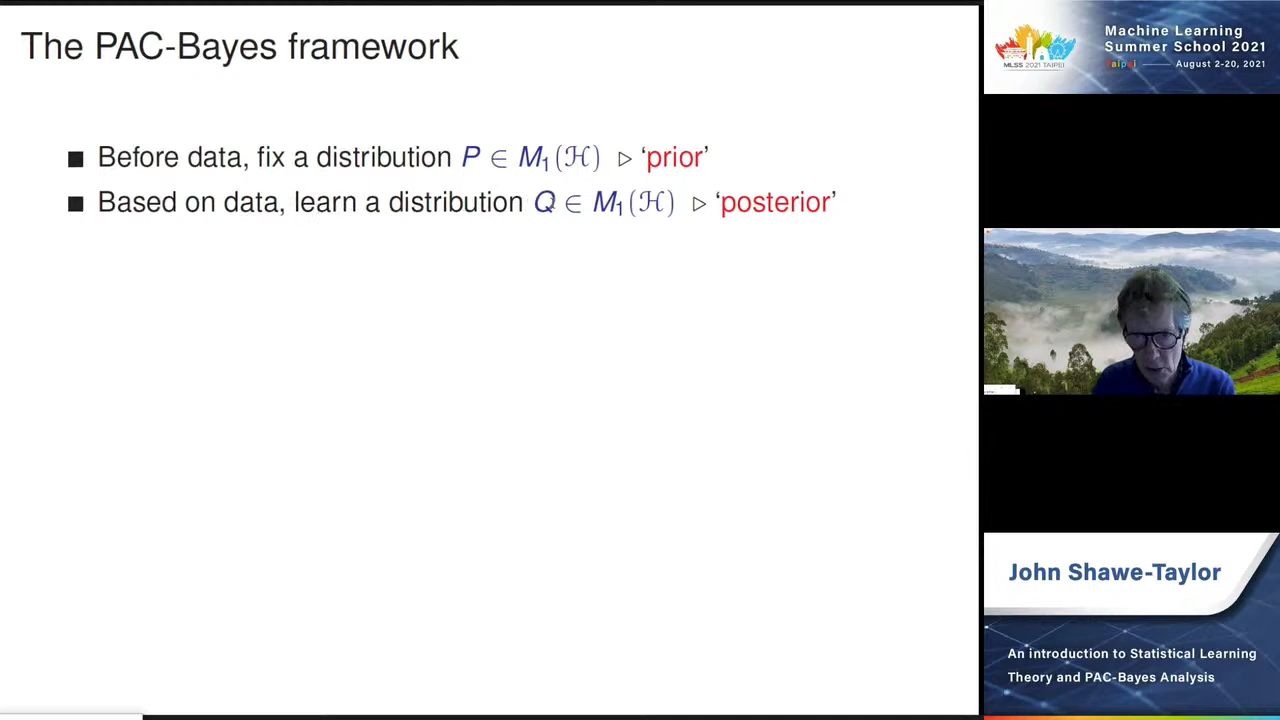 The PAC-Bayes framework
■ Before data, fix a distribution P ∈ M₁(ℋ) ▷ ‘prior’
■ Based on data, learn a distribution Q ∈ M₁(ℋ) ▷ ‘posterior’
MLSS 2021 TAIPEI
Machine Learning
Summer School 2021
Taipei — August 2-20, 2021
John Shawe-Taylor
An introduction to Statistical Learning
Theory and PAC-Bayes Analysis